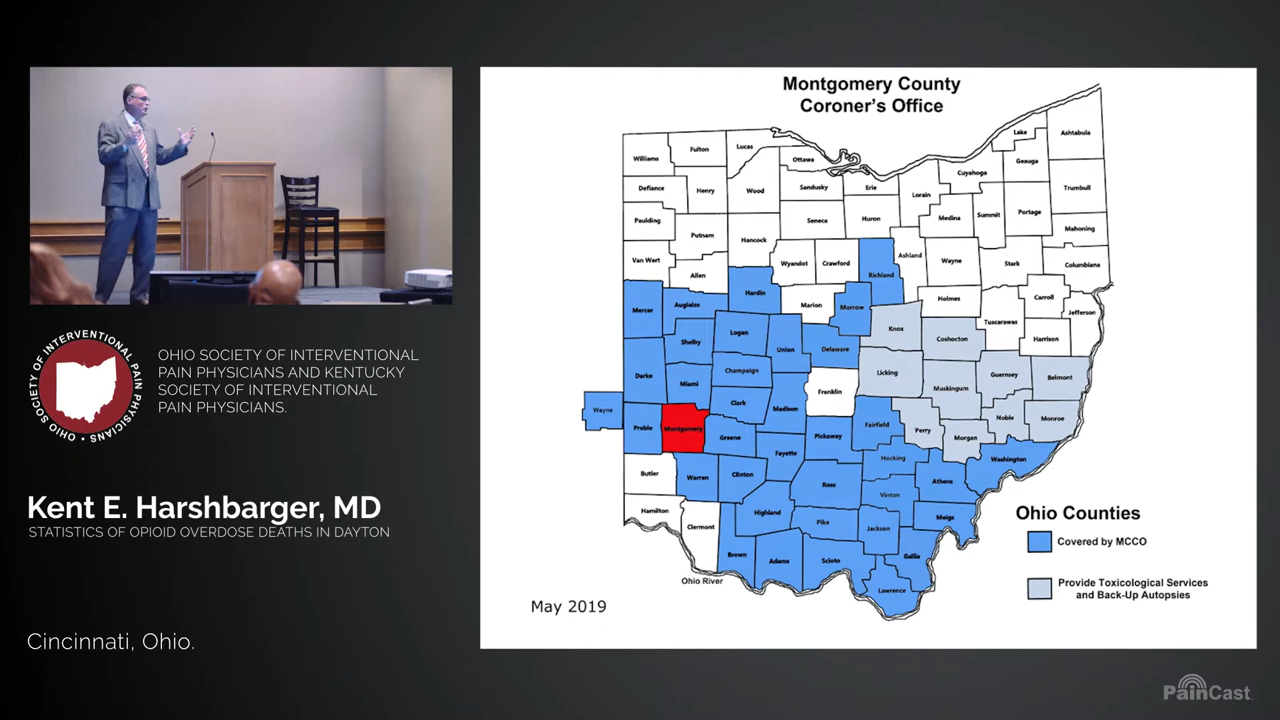 OHIO SOCIETY OF INTERVENTIONAL PAIN PHYSICIANS
OHIO SOCIETY OF INTERVENTIONAL
PAIN PHYSICIANS AND KENTUCKY
SOCIETY OF INTERVENTIONAL
PAIN PHYSICIANS.
Kent E. Harshbarger, MD
STATISTICS OF OPIOID OVERDOSE DEATHS IN DAYTON
Cincinnati, Ohio.
Montgomery County
Coroner's Office
Williams
Fulton
Lucas
Ottawa
Lake
Ashtabula
Geauga
Cuyahoga
Defiance
Henry
Wood
Sandusky
Erie
Lorain
Trumbull
Paulding
Putnam
Seneca
Huron
Medina
Summit
Portage
Mahoning
Hancock
Van Wert
Allen
Wyandot
Crawford
Richland
Ashland
Wayne
Stark
Columbiana
Mercer
Auglaize
Hardin
Marion
Morrow
Holmes
Carroll
Jefferson
Tuscarawas
Harrison
Shelby
Logan
Union
Delaware
Knox
Coshocton
Darke
Miami
Champaign
Licking
Muskingum
Guernsey
Belmont
Clark
Madison
Franklin
Wayne
Preble
Montgomery
Greene
Pickaway
Fairfield
Perry
Morgan
Noble
Monroe
Butler
Warren
Clinton
Fayette
Ross
Hocking
Athens
Washington
Hamilton
Clermont
Highland
Pike
Vinton
Jackson
Meigs
Brown
Adams
Scioto
Gallia
Lawrence
Ohio River
May 2019
Ohio Counties
Covered by MCCO
Provide Toxicological Services
and Back-Up Autopsies
PainCast